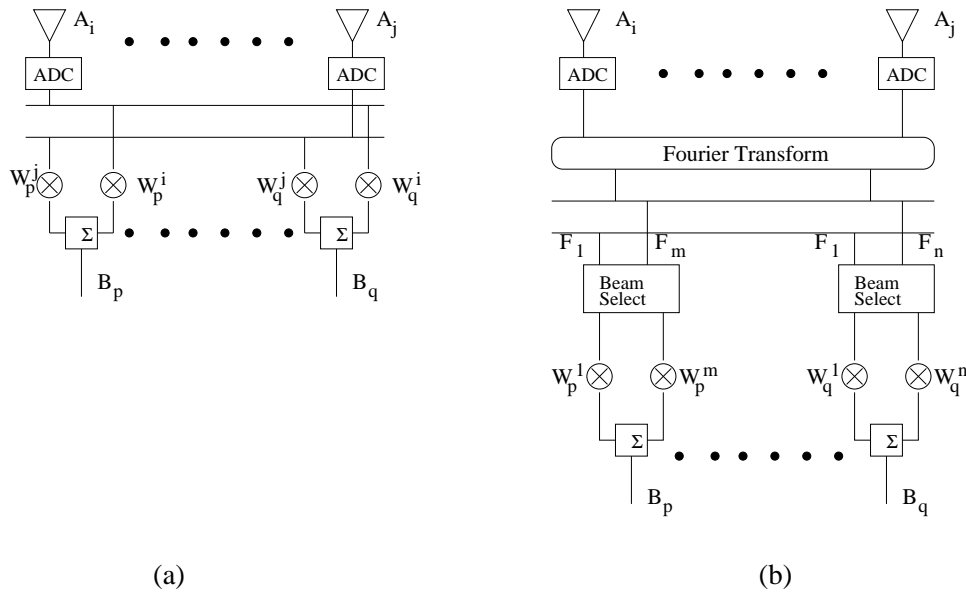 A_i A_j
ADC ADC
W_p^j W_p^i W_q^j W_q^i
Σ Σ
B_p B_q
(a)
A_i A_j
ADC ADC
Fourier Transform
F_1 F_m F_1 F_n
Beam Select Beam Select
W_p^1 W_p^m W_q^1 W_q^n
Σ Σ
B_p B_q
(b)